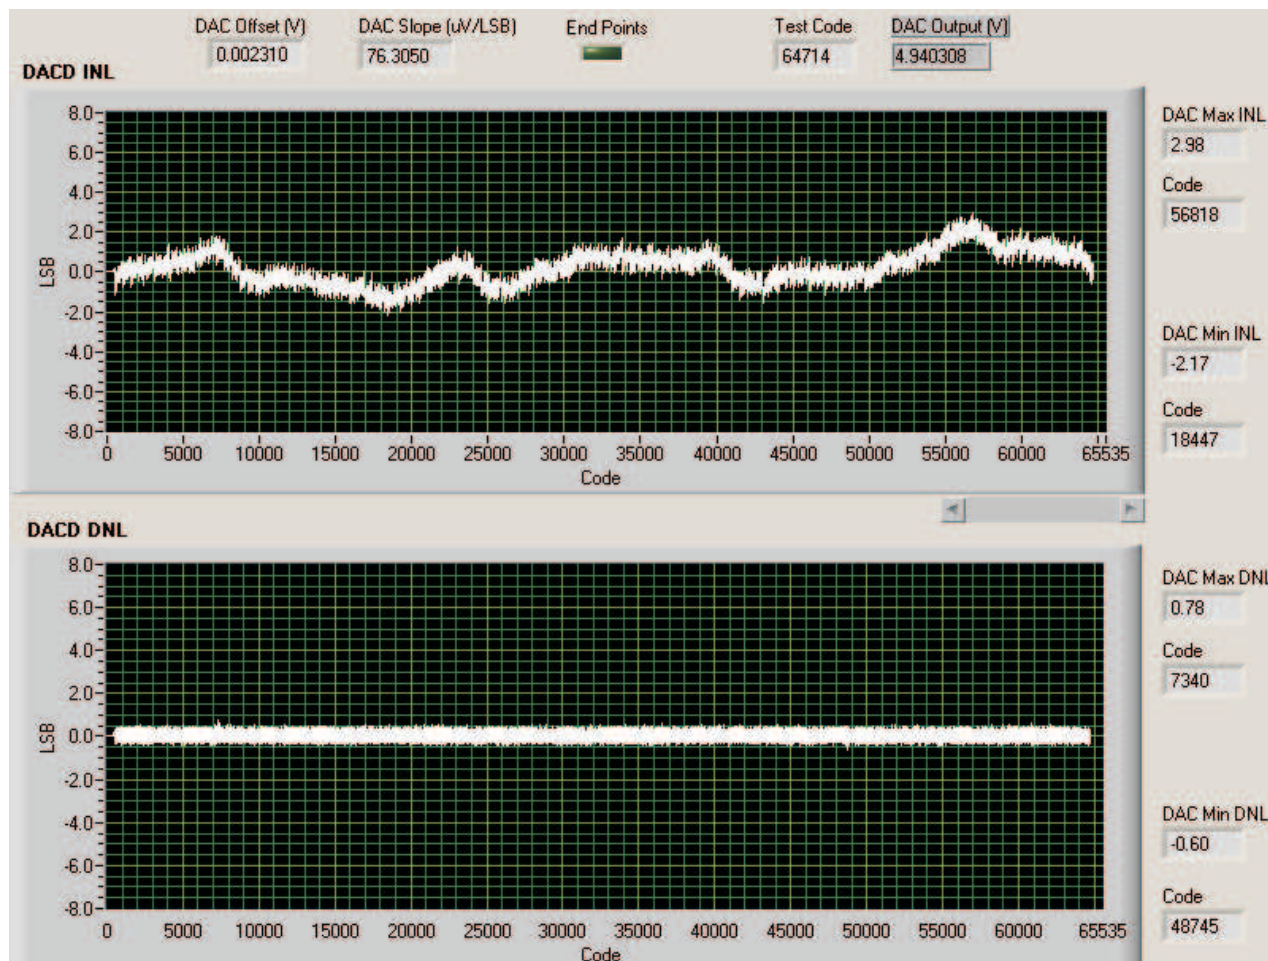 DAC Offset (V) DAC Slope (uV/LSB) End Points Test Code DAC Output (V)
0.002310 76.3050 64714 4.940308
DACD INL
8.0
6.0
4.0
2.0
0.0
-2.0
-4.0
-6.0
-8.0
LSB
0 5000 10000 15000 20000 25000 30000 35000 40000 45000 50000 55000 60000 65535
Code
DAC Max INL
2.98
Code
56818
DAC Min INL
-2.17
Code
18447
DACD DNL
8.0
6.0
4.0
2.0
0.0
-2.0
-4.0
-6.0
-8.0
LSB
0 5000 10000 15000 20000 25000 30000 35000 40000 45000 50000 55000 60000 65535
Code
DAC Max DNL
0.78
Code
7340
DAC Min DNL
-0.60
Code
48745